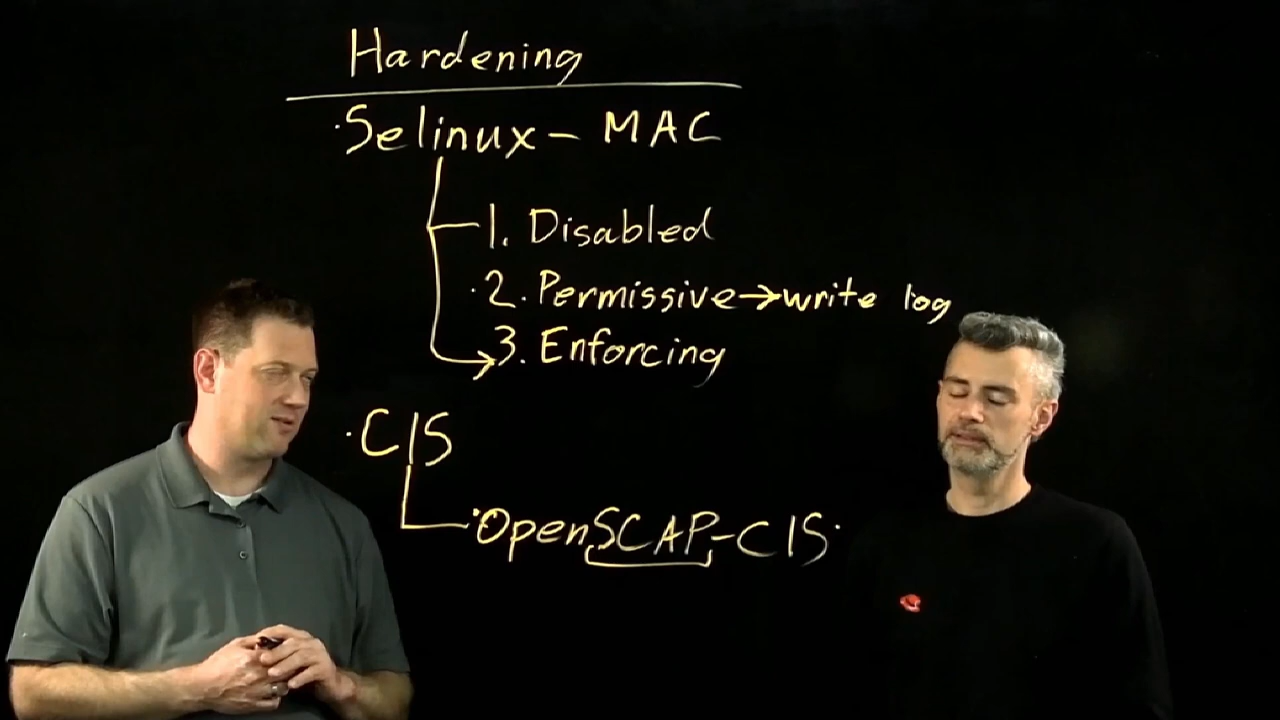 Hardening
·Selinux - MAC
1. Disabled
·2. Permissive → write log
3. Enforcing
·CIS
·OpenSCAP-CIS·